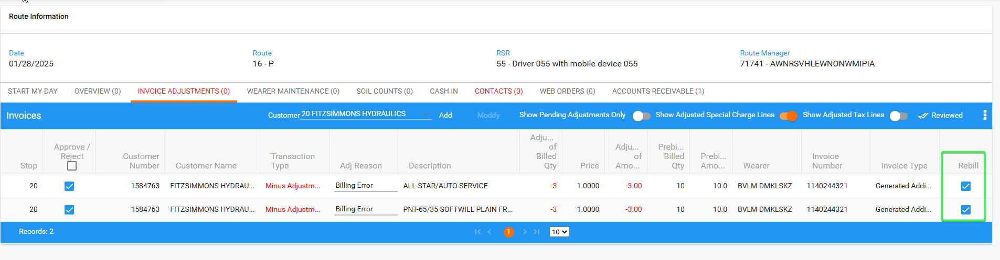 Route Information
Date Route RSR Route Manager
01/28/2025 16 - P 55 - Driver 055 with mobile device 055 71741 - AWNRSVHLEWNONWMIPIA
START MY DAY OVERVIEW (0) INVOICE ADJUSTMENTS (0) WEARER MAINTENANCE (0) SOIL COUNTS (0) CASH IN CONTACTS (0) WEB ORDERS (0) ACCOUNTS RECEIVABLE (1)
Invoices Customer 20 FITZSIMMONS HYDRAULICS Add Modify Show Pending Adjustments Only Show Adjusted Special Charge Lines Show Adjusted Tax Lines Reviewed
Stop Approve / Reject Customer Number Customer Name Transaction Type Adj Reason Description Adju... of Billed Qty Price Adju... of Amo... Prebi... Billed Qty Prebi... Amo... Wearer Invoice Number Invoice Type Rebill
20 1584763 FITZSIMMONS HYDRAU... Minus Adjustm... Billing Error ALL STAR/AUTO SERVICE -3 1.0000 -3.00 10 10.0 BVLM DMKLSKZ 1140244321 Generated Addi...
20 1584763 FITZSIMMONS HYDRAU... Minus Adjustm... Billing Error PNT-65/35 SOFTWILL PLAIN FR... -3 1.0000 -3.00 10 10.0 BVLM DMKLSKZ 1140244321 Generated Addi...
Records: 2 1 10